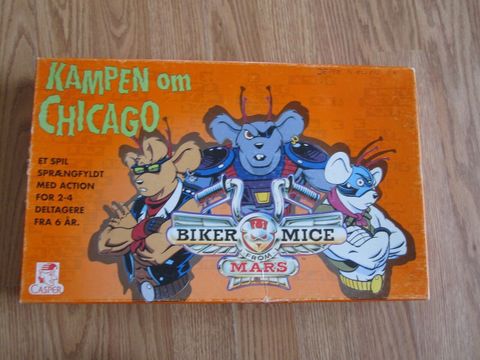 KAMPEN om
CHICAGO
ET SPIL
SPRÆNGFYLDT
MED ACTION
FOR 2-4
DELTAGERE
FRA 6 ÅR.
BIKER MICE
FROM
MARS
CASPER